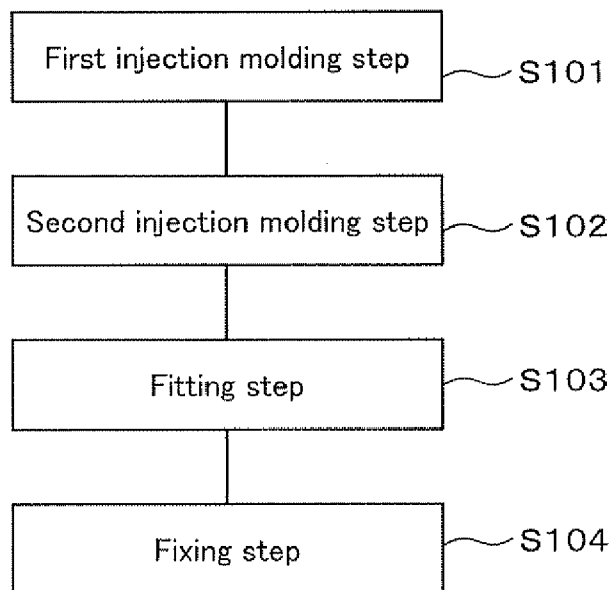 First injection molding step
S101
Second injection molding step
S102
Fitting step
S103
Fixing step
S104